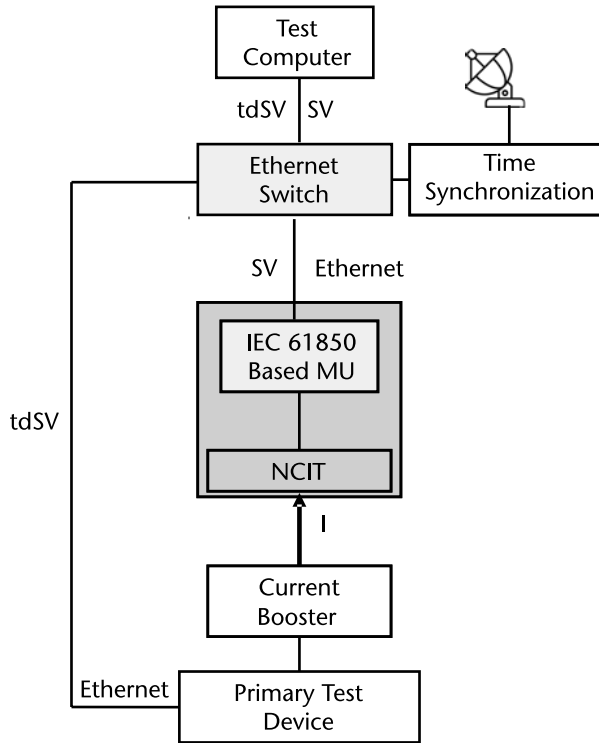 Test
Computer
tdSV SV
Ethernet
Switch
Time
Synchronization
SV Ethernet
IEC 61850
Based MU
tdSV
NCIT
I
Current
Booster
Ethernet
Primary Test
Device